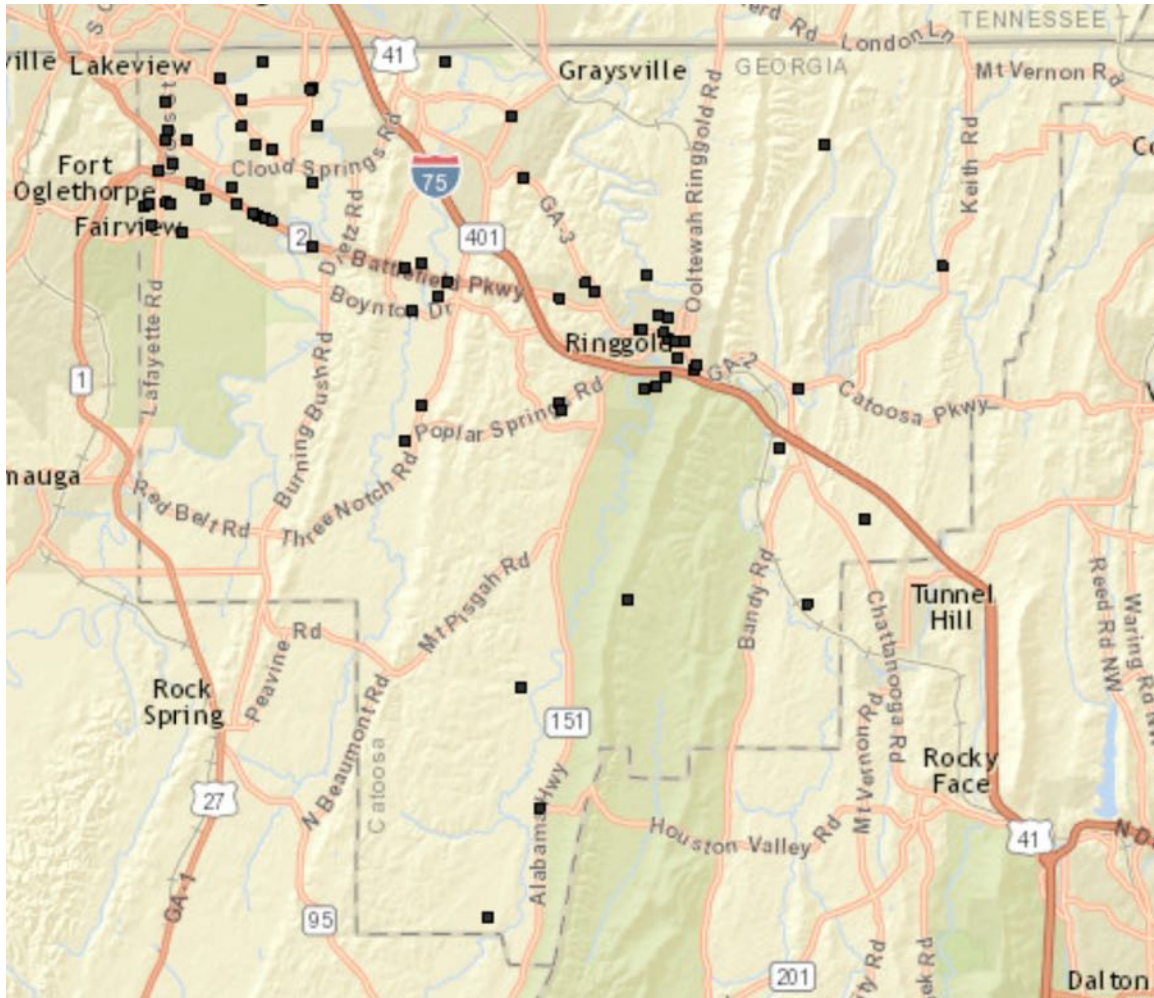 TENNESSEE
London Ln
41
ville
Lakeview
Graysville
GEORGIA
Mt Vernon Rd
Ooltewah Ringgold Rd
Keith Rd
Fort
Oglethorpe
Cloud Springs Rd
75
GA-3
Fairview
2
401
Dietz Rd
Battlefield Pkwy
Boynton Dr
Lafayette Rd
Ringgold
GA-2
1
Burning Bush Rd
Catoosa Pkwy
Poplar Springs Rd
mauga
Red Belt Rd
Three Notch Rd
Mt Pisgah Rd
Bandy Rd
Reed Rd NW
Waring Rd NW
Tunnel
Hill
Chattanooga Rd
Peavine Rd
Rock
Spring
N Beaumont Rd
151
Mt Vernon Rd
Catoosa
Rocky
Face
27
Alabama Hwy
Houston Valley Rd
41
GA-1
95
201
Dalton